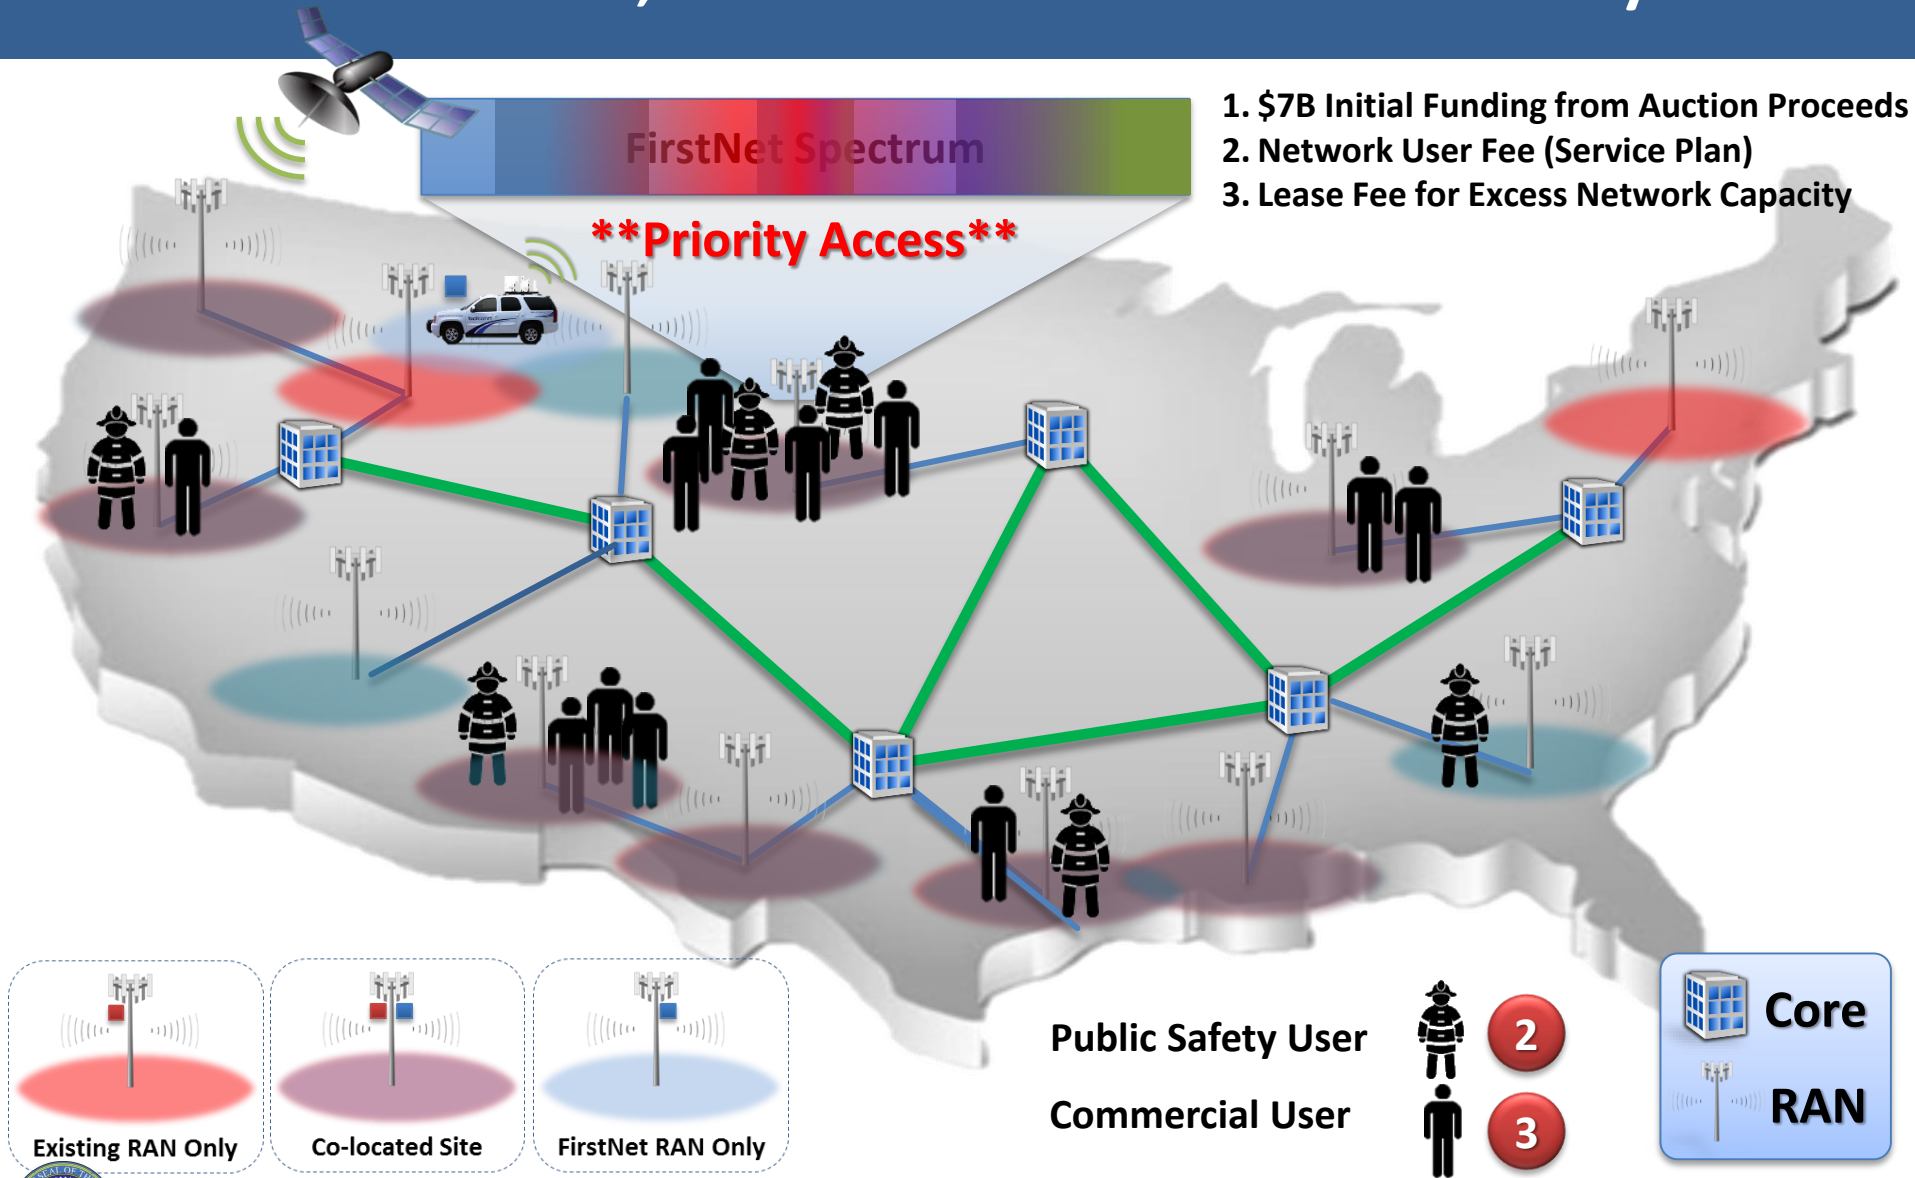 1. $7B Initial Funding from Auction Proceeds
2. Network User Fee (Service Plan)
3. Lease Fee for Excess Network Capacity
FirstNet Spectrum
**Priority Access**
Public Safety User
2
Commercial User
3
Core
RAN
Existing RAN Only
Co-located Site
FirstNet RAN Only
SEAL OF